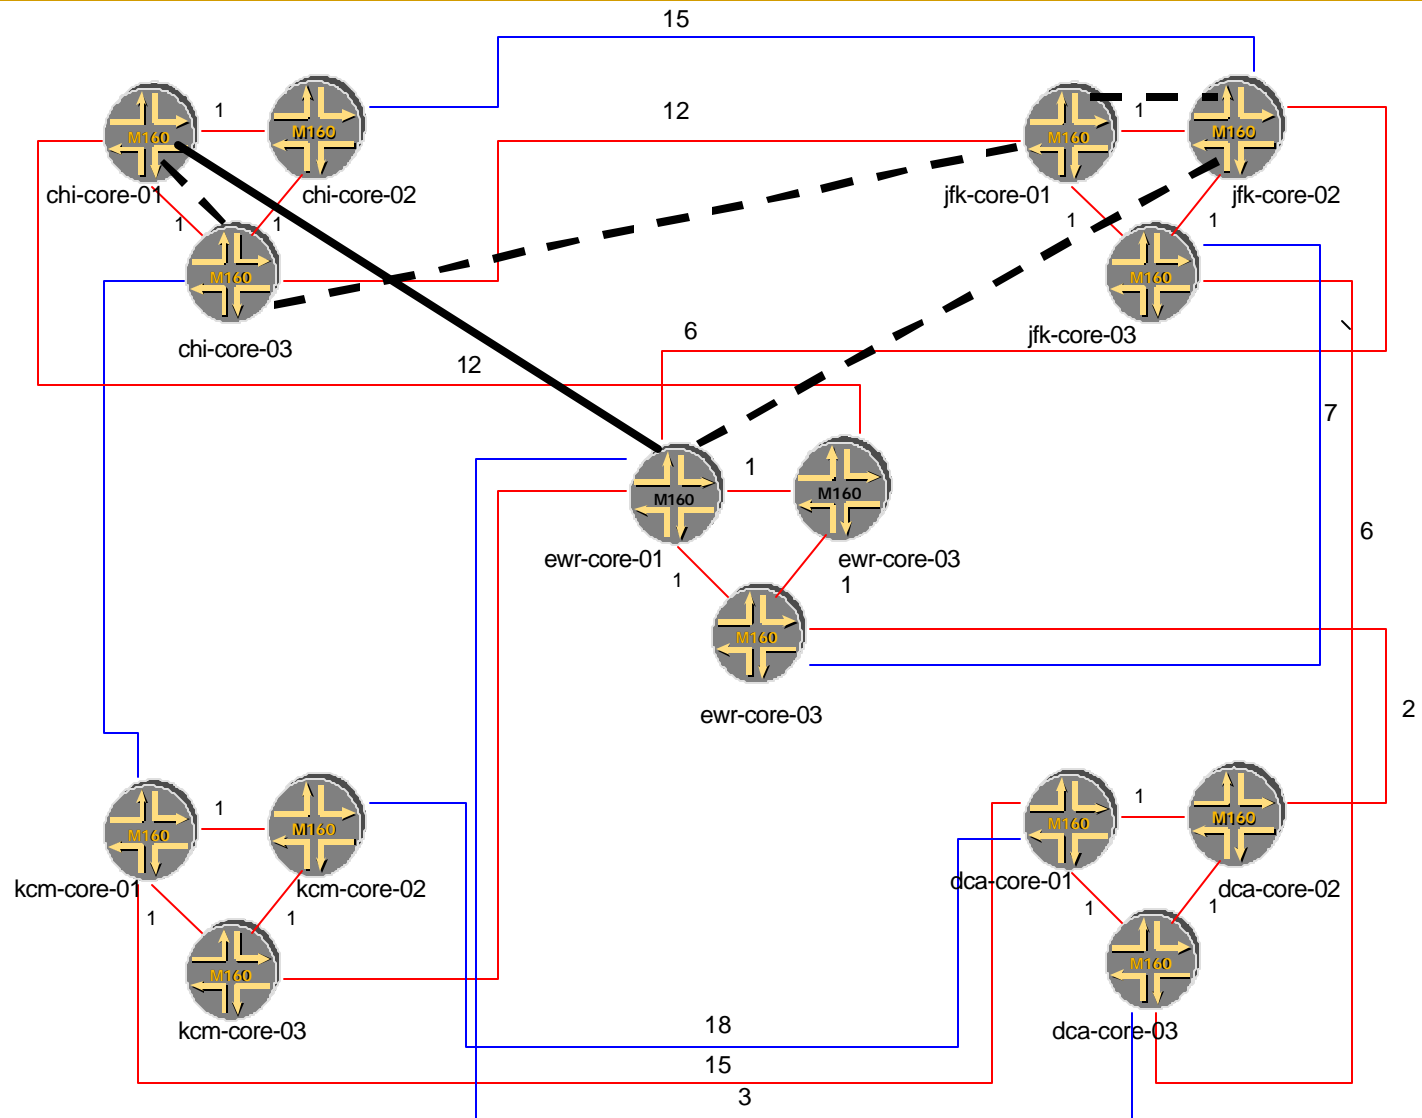 15
1
12
1
M160
M160
M160
M160
chi-core-01
chi-core-02
jfk-core-01
jfk-core-02
1
1
1
1
M160
M160
chi-core-03
jfk-core-03
6
12
7
1
M160
M160
6
ewr-core-01
ewr-core-03
1
1
M160
ewr-core-03
2
1
1
M160
M160
M160
M160
kcm-core-01
kcm-core-02
dca-core-01
dca-core-02
1
1
1
1
M160
M160
kcm-core-03
dca-core-03
18
15
3